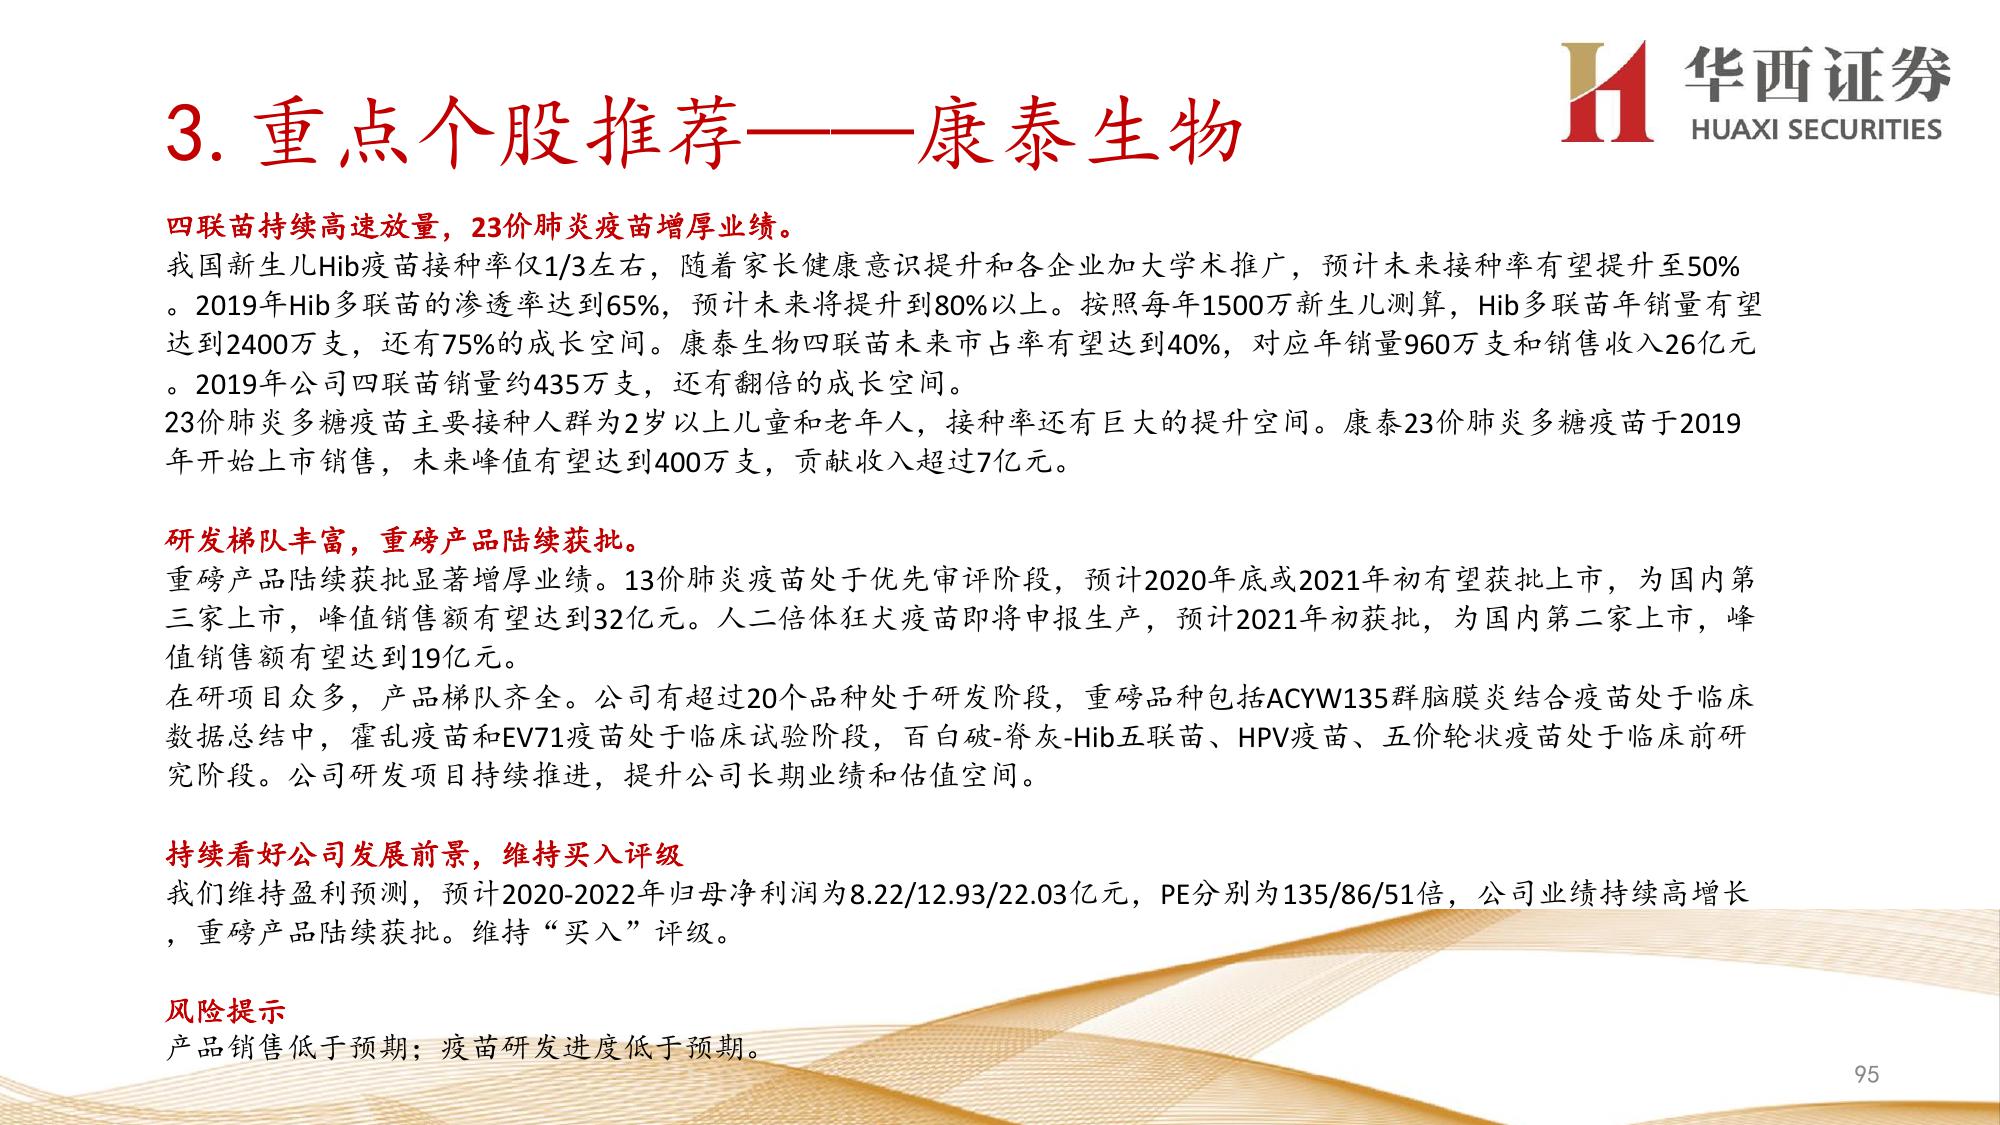 华西证券
HUAXI SECURITIES
3. 重点个股推荐——康泰生物
四联苗持续高速放量，23价肺炎疫苗增厚业绩。
我国新生儿Hib疫苗接种率仅1/3左右，随着家长健康意识提升和各企业加大学术推广，预计未来接种率有望提升至50%
。2019年Hib多联苗的渗透率达到65%，预计未来将提升到80%以上。按照每年1500万新生儿测算，Hib多联苗年销量有望
达到2400万支，还有75%的成长空间。康泰生物四联苗未来市占率有望达到40%，对应年销量960万支和销售收入26亿元
。2019年公司四联苗销量约435万支，还有翻倍的成长空间。
23价肺炎多糖疫苗主要接种人群为2岁以上儿童和老年人，接种率还有巨大的提升空间。康泰23价肺炎多糖疫苗于2019
年开始上市销售，未来峰值有望达到400万支，贡献收入超过7亿元。
研发梯队丰富，重磅产品陆续获批。
重磅产品陆续获批显著增厚业绩。13价肺炎疫苗处于优先审评阶段，预计2020年底或2021年初有望获批上市，为国内第
三家上市，峰值销售额有望达到32亿元。人二倍体狂犬疫苗即将申报生产，预计2021年初获批，为国内第二家上市，峰
值销售额有望达到19亿元。
在研项目众多，产品梯队齐全。公司有超过20个品种处于研发阶段，重磅品种包括ACYW135群脑膜炎结合疫苗处于临床
数据总结中，霍乱疫苗和EV71疫苗处于临床试验阶段，百白破-脊灰-Hib五联苗、HPV疫苗、五价轮状疫苗处于临床前研
究阶段。公司研发项目持续推进，提升公司长期业绩和估值空间。
持续看好公司发展前景，维持买入评级
我们维持盈利预测，预计2020-2022年归母净利润为8.22/12.93/22.03亿元，PE分别为135/86/51倍，公司业绩持续高增长
，重磅产品陆续获批。维持“买入”评级。
风险提示
产品销售低于预期；疫苗研发进度低于预期。
95